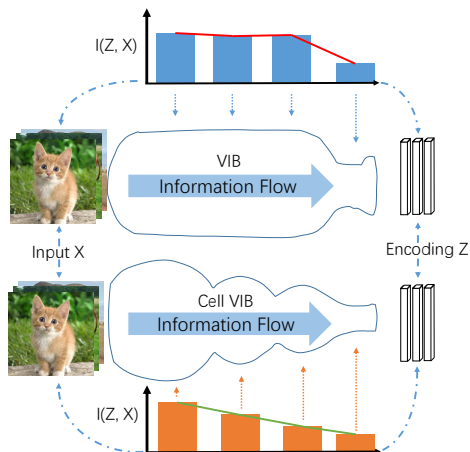 I(Z, X)
VIB
Information Flow
Input X
Encoding Z
Cell VIB
Information Flow
I(Z, X)